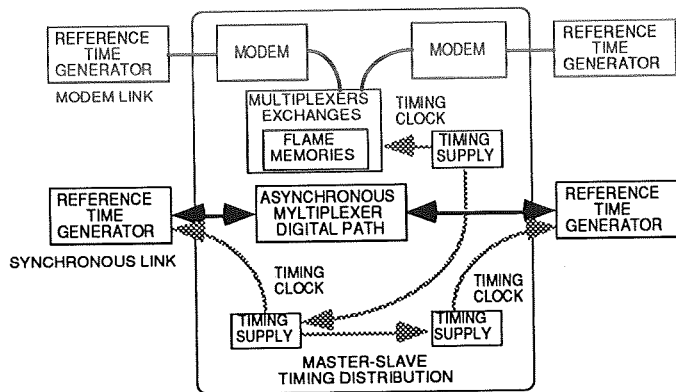 REFERENCE
TIME
GENERATOR
MODEM LINK
MODEM
MODEM
REFERENCE
TIME
GENERATOR
MULTIPLEXERS
EXCHANGES
FLAME
MEMORIES
TIMING
CLOCK
TIMING
SUPPLY
REFERENCE
TIME
GENERATOR
SYNCHRONOUS LINK
ASYNCHRONOUS
MYLTIPLEXER
DIGITAL PATH
REFERENCE
TIME
GENERATOR
TIMING
CLOCK
TIMING
CLOCK
TIMING
SUPPLY
TIMING
SUPPLY
MASTER-SLAVE
TIMING DISTRIBUTION